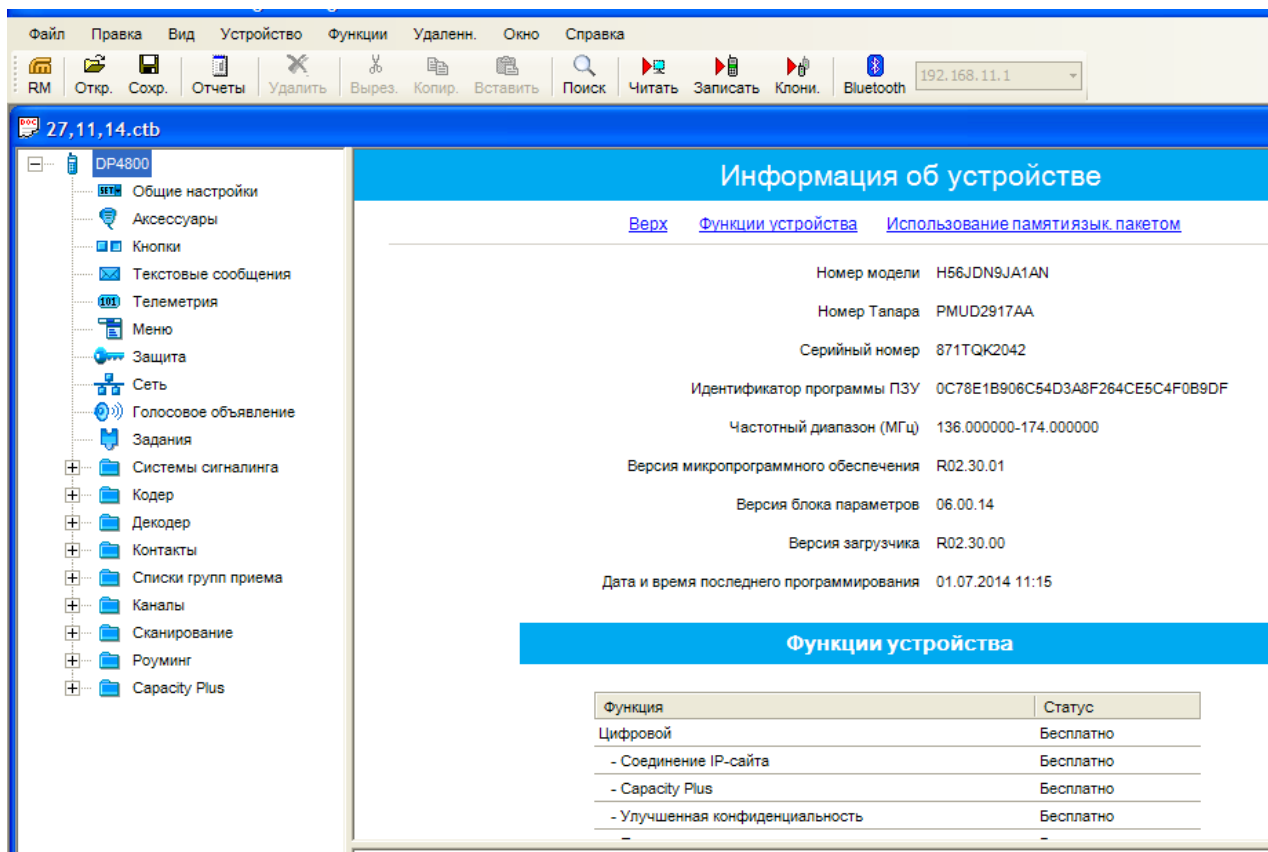 Файл Правка Вид Устройство Функции Удаленн. Окно Справка
RM Откр. Сохр. Отчеты Удалить Вырез. Копир. Вставить Поиск Читать Записать Клони. Bluetooth 192.168.11.1
27,11,14.ctb
DP4800
Общие настройки
Аксессуары
Кнопки
Текстовые сообщения
Телеметрия
Меню
Защита
Сеть
Голосовое объявление
Задания
Системы сигналинга
Кодер
Декодер
Контакты
Списки групп приема
Каналы
Сканирование
Роуминг
Capacity Plus
Информация об устройстве
Верх Функции устройства Использование памяти язык. пакетом
Номер модели H56JDN9JA1AN
Номер Танара PMUD2917AA
Серийный номер 871TQK2042
Идентификатор программы ПЗУ 0C78E1B906C54D3A8F264CE5C4F0B9DF
Частотный диапазон (МГц) 136.000000-174.000000
Версия микропрограммного обеспечения R02.30.01
Версия блока параметров 06.00.14
Версия загрузчика R02.30.00
Дата и время последнего программирования 01.07.2014 11:15
Функции устройства
Функция Статус
Цифровой Бесплатно
- Соединение IP-сайта Бесплатно
- Capacity Plus Бесплатно
- Улучшенная конфиденциальность Бесплатно